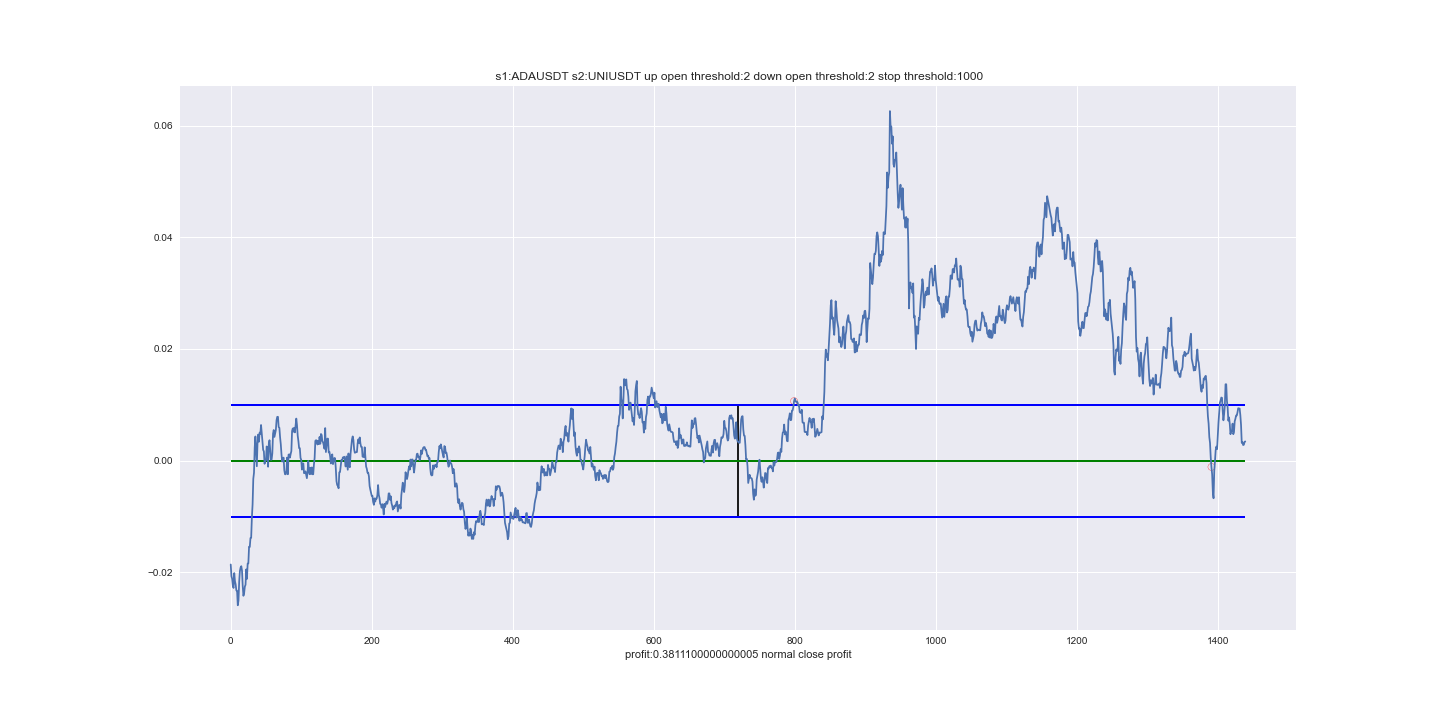 s1:ADAUSDT s2:UNIUSDT up open threshold:2 down open threshold:2 stop threshold:1000
0.06
0.04
0.02
0.00
−0.02
0 200 400 600 800 1000 1200 1400
profit:0.3811100000000005 normal close profit